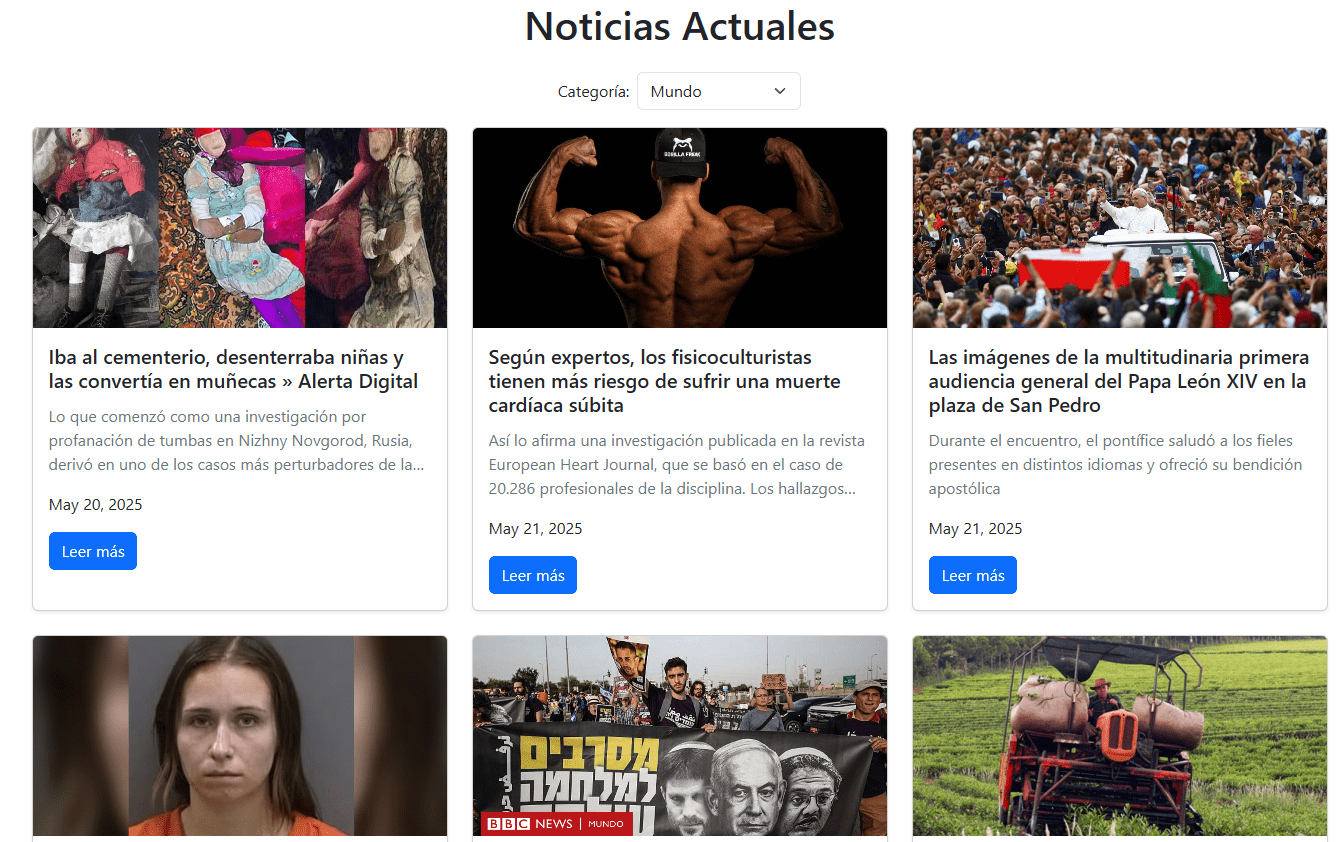 Noticias Actuales
Categoría:
Mundo
GORILLA FREAK
Iba al cementerio, desenterraba niñas y
las convertía en muñecas » Alerta Digital
Lo que comenzó como una investigación por
profanación de tumbas en Nizhny Novgorod, Rusia,
derivó en uno de los casos más perturbadores de la...
May 20, 2025
Leer más
Según expertos, los fisicoculturistas
tienen más riesgo de sufrir una muerte
cardíaca súbita
Así lo afirma una investigación publicada en la revista
European Heart Journal, que se basó en el caso de
20.286 profesionales de la disciplina. Los hallazgos...
May 21, 2025
Leer más
Las imágenes de la multitudinaria primera
audiencia general del Papa León XIV en la
plaza de San Pedro
Durante el encuentro, el pontífice saludó a los fieles
presentes en distintos idiomas y ofreció su bendición
apostólica
May 21, 2025
Leer más
מסרבים
למלחמה
BBC NEWS | MUNDO